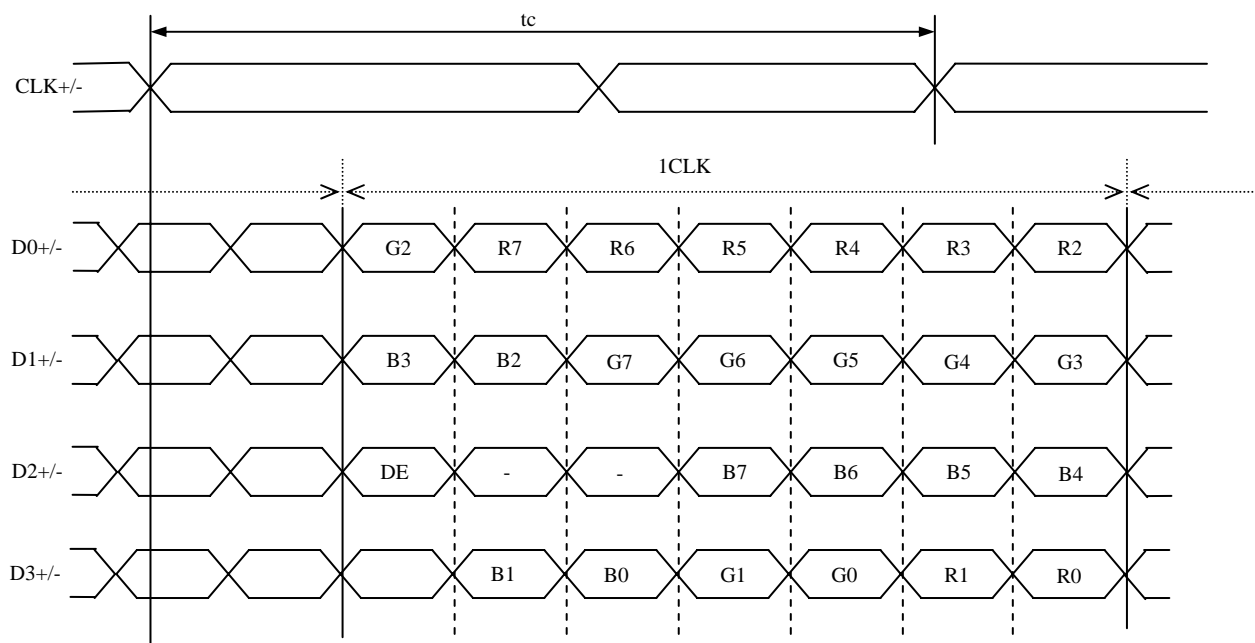 tc
CLK+/-
1CLK
D0+/- G2 R7 R6 R5 R4 R3 R2
D1+/- B3 B2 G7 G6 G5 G4 G3
D2+/- DE - - B7 B6 B5 B4
D3+/- B1 B0 G1 G0 R1 R0